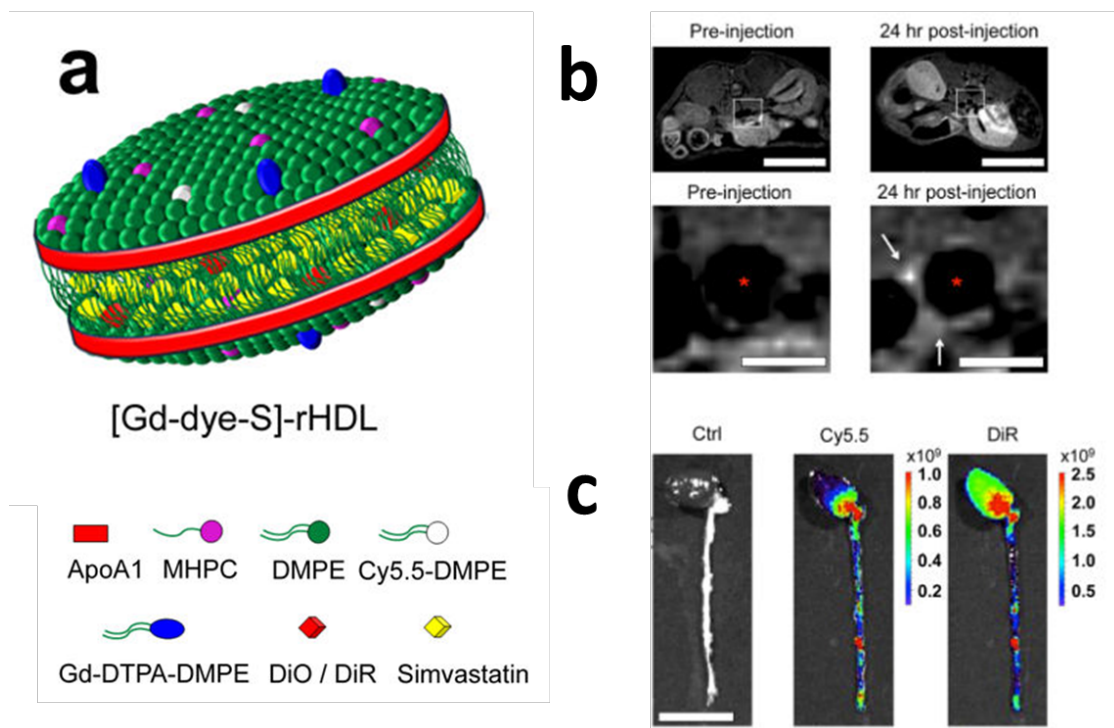 a
[Gd-dye-S]-rHDL
ApoA1 MHPC DMPE Cy5.5-DMPE
Gd-DTPA-DMPE DiO / DiR Simvastatin
b
Pre-injection 24 hr post-injection
Pre-injection 24 hr post-injection
*
*
c
Ctrl Cy5.5 DiR
x10⁹ x10⁹
1.0 2.5
0.8 2.0
0.6 1.5
0.4 1.0
0.2 0.5